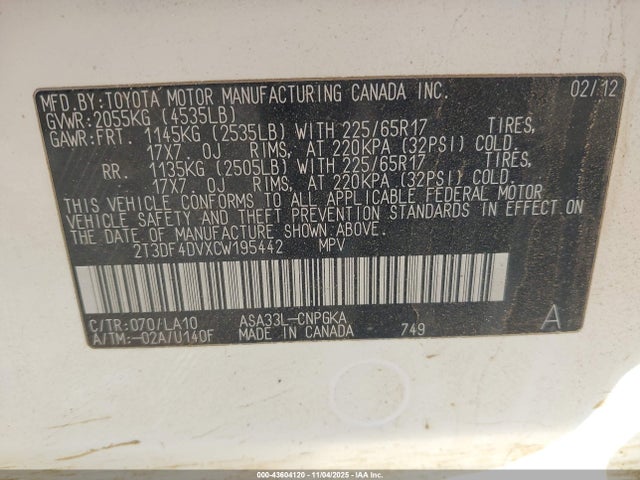 MFD.BY:TOYOTA MOTOR MANUFACTURING CANADA INC. 02/12
GVWR:2055KG (4535LB)
GAWR:FRT. 1145KG (2535LB) WITH 225/65R17 TIRES,
17X7.0J RIMS, AT 220KPA (32PSI) COLD.
RR. 1135KG (2505LB) WITH 225/65R17 TIRES,
17X7.0J RIMS, AT 220KPA (32PSI) COLD.
THIS VEHICLE CONFORMS TO ALL APPLICABLE FEDERAL MOTOR
VEHICLE SAFETY AND THEFT PREVENTION STANDARDS IN EFFECT
ON THE DATE OF MANUFACTURE SHOWN ABOVE.
2T3DF4DVXCW195442 MPV
C/TR:070/LA10 ASA33L-CNPGKA 749 A
A/TM:-02A/U140F MADE IN CANADA
000-43604120 - 11/04/2025 - IAA Inc.